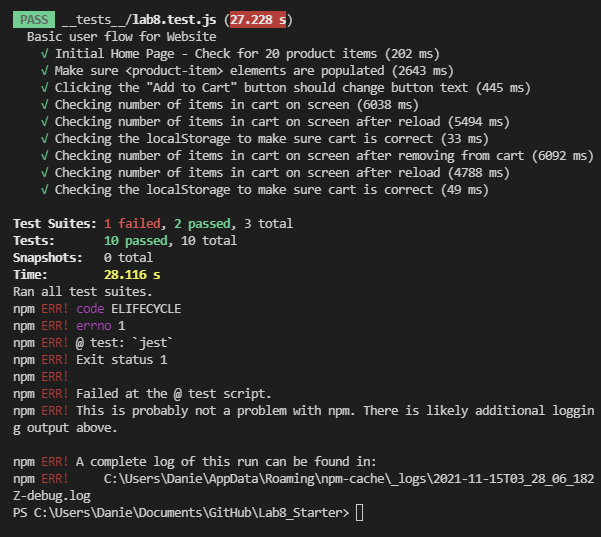 PASS __tests__/lab8.test.js (27.228 s)
Basic user flow for Website
√ Initial Home Page - Check for 20 product items (202 ms)
√ Make sure <product-item> elements are populated (2643 ms)
√ Clicking the "Add to Cart" button should change button text (445 ms)
√ Checking number of items in cart on screen (6038 ms)
√ Checking number of items in cart on screen after reload (5494 ms)
√ Checking the localStorage to make sure cart is correct (33 ms)
√ Checking number of items in cart on screen after removing from cart (6092 ms)
√ Checking number of items in cart on screen after reload (4788 ms)
√ Checking the localStorage to make sure cart is correct (49 ms)
Test Suites: 1 failed, 2 passed, 3 total
Tests: 10 passed, 10 total
Snapshots: 0 total
Time: 28.116 s
Ran all test suites.
npm ERR! code ELIFECYCLE
npm ERR! errno 1
npm ERR! @ test: `jest`
npm ERR! Exit status 1
npm ERR!
npm ERR! Failed at the @ test script.
npm ERR! This is probably not a problem with npm. There is likely additional loggin
g output above.
npm ERR! A complete log of this run can be found in:
npm ERR! C:\Users\Danie\AppData\Roaming\npm-cache\_logs\2021-11-15T03_28_06_182
Z-debug.log
PS C:\Users\Danie\Documents\GitHub\Lab8_Starter>